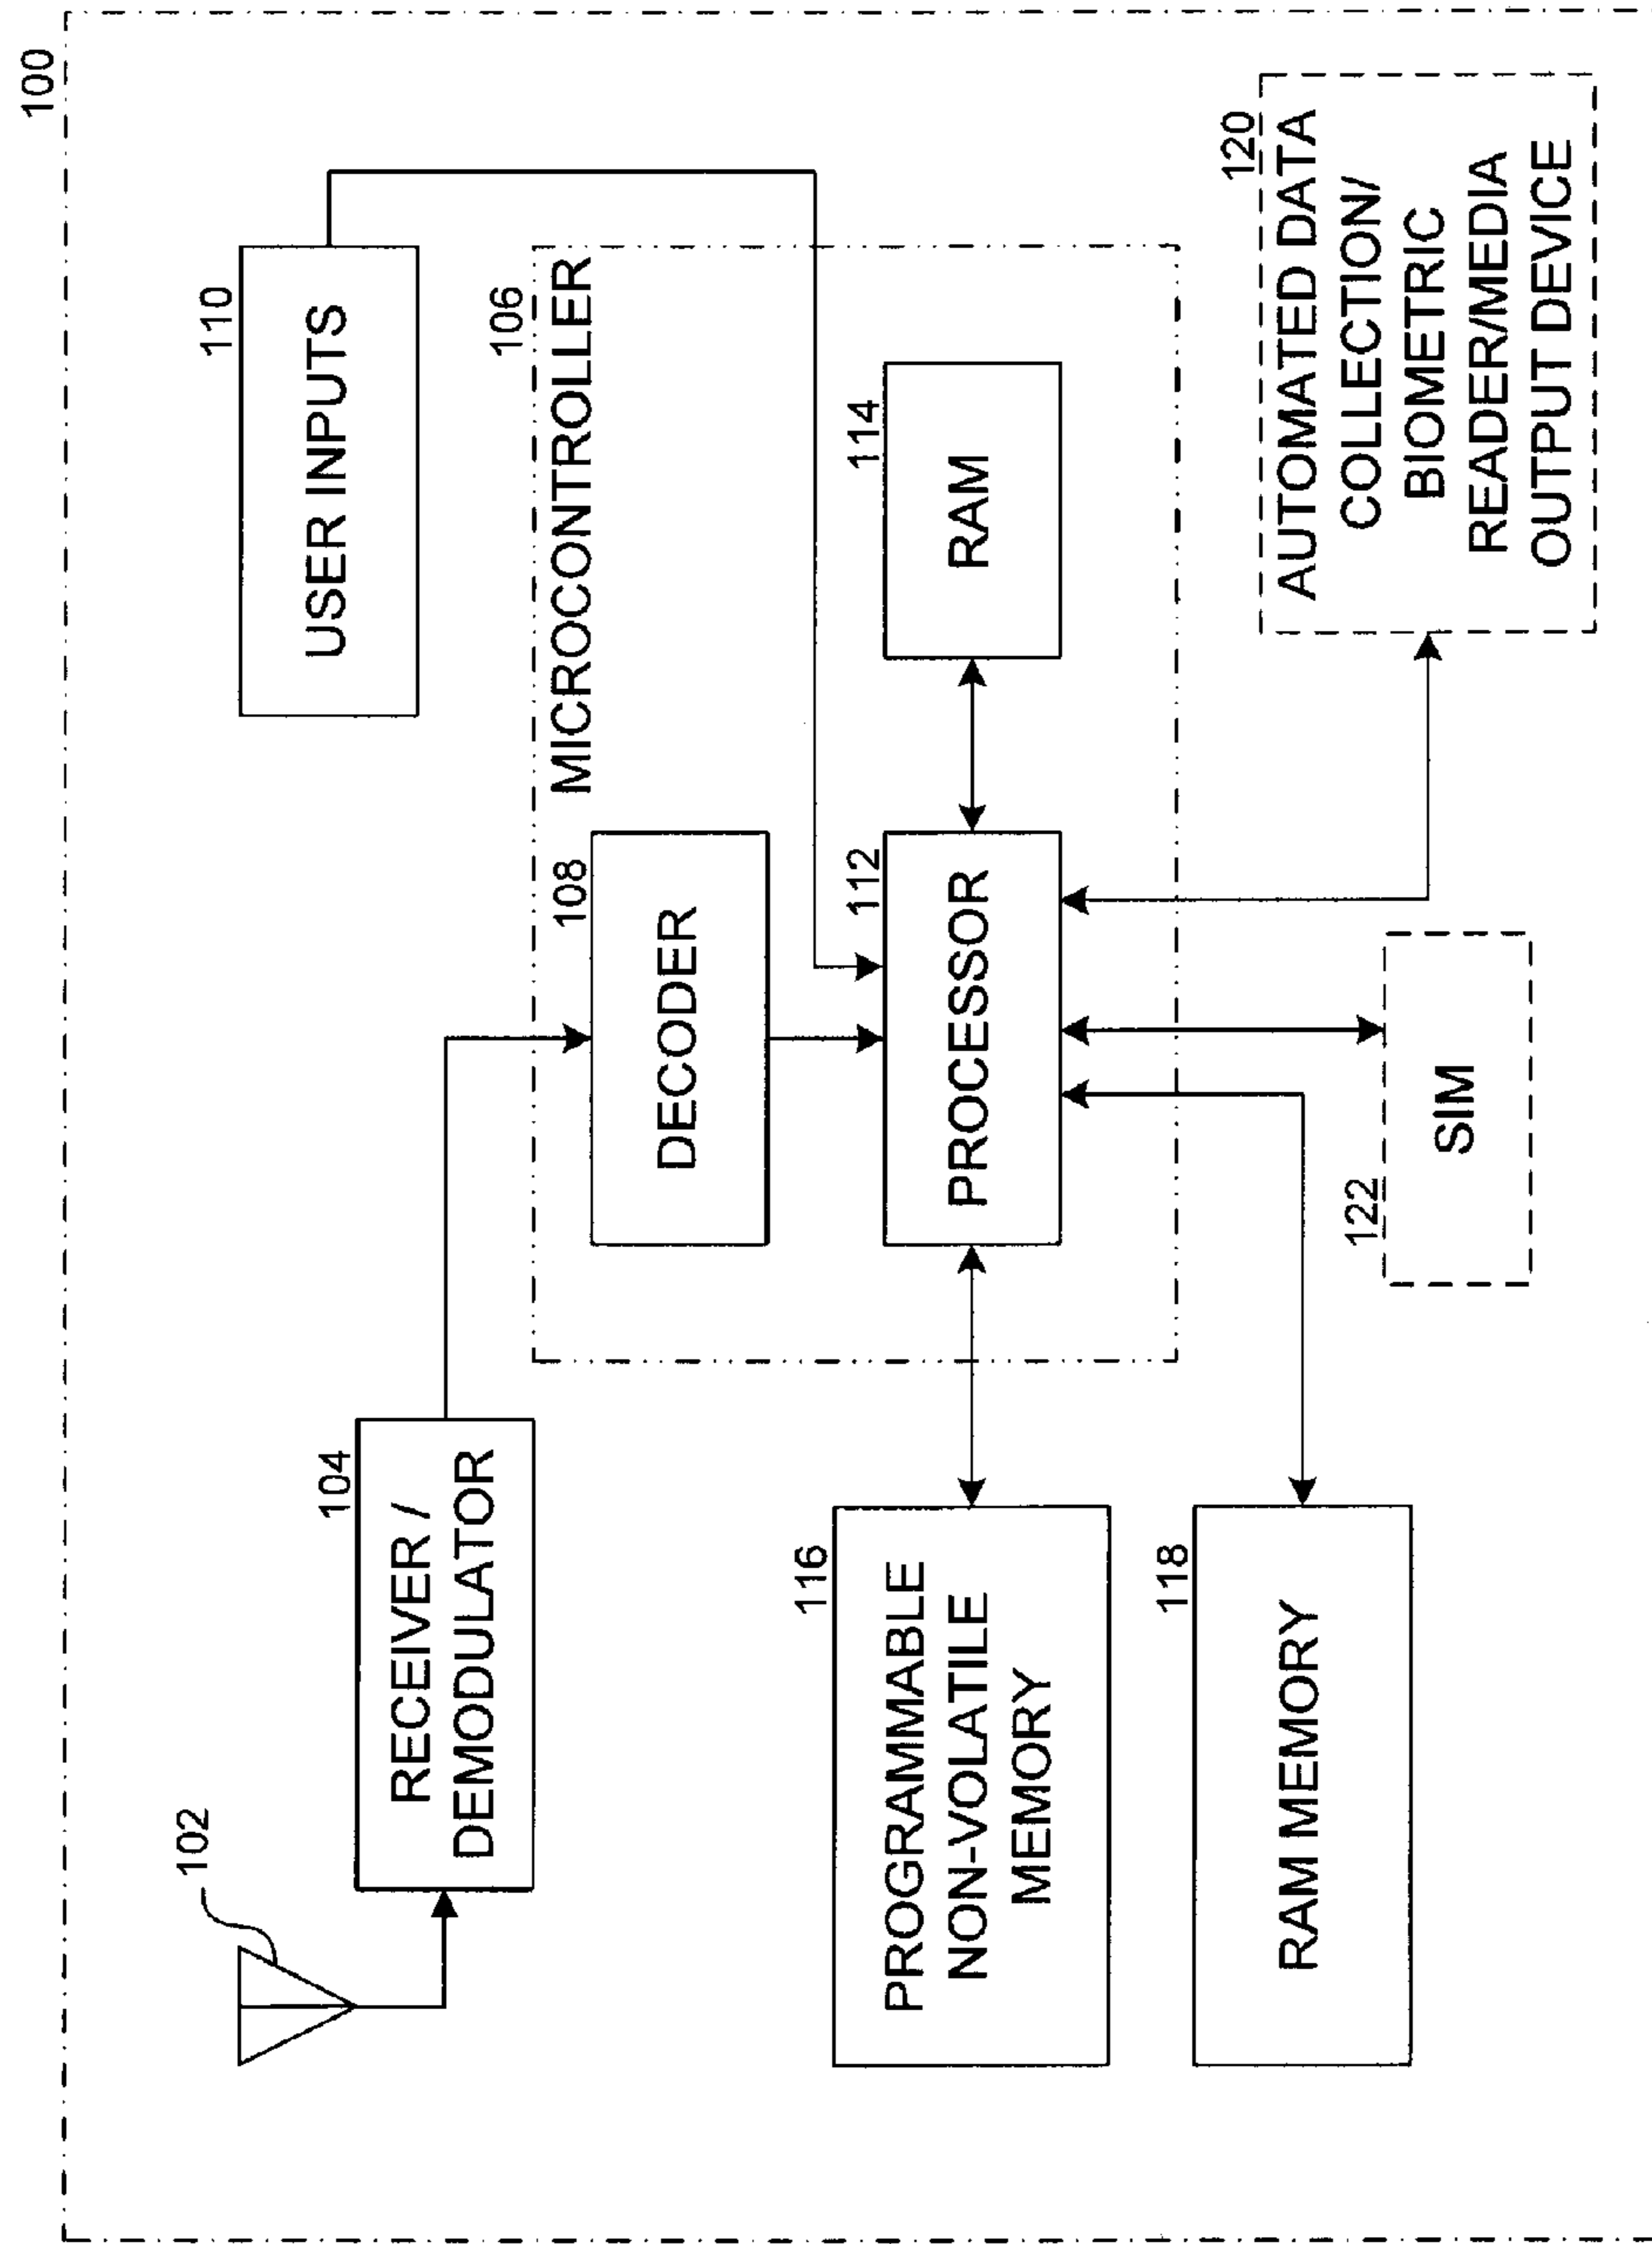 100
102
104
RECEIVER /
DEMODULATOR
110
USER INPUTS
106
MICROCONTROLLER
108
DECODER
116
PROGRAMMABLE
NON-VOLATILE
MEMORY
112
PROCESSOR
114
RAM
118
RAM MEMORY
122
SIM
120
AUTOMATED DATA
COLLECTION/
BIOMETRIC
READER/MEDIA
OUTPUT DEVICE